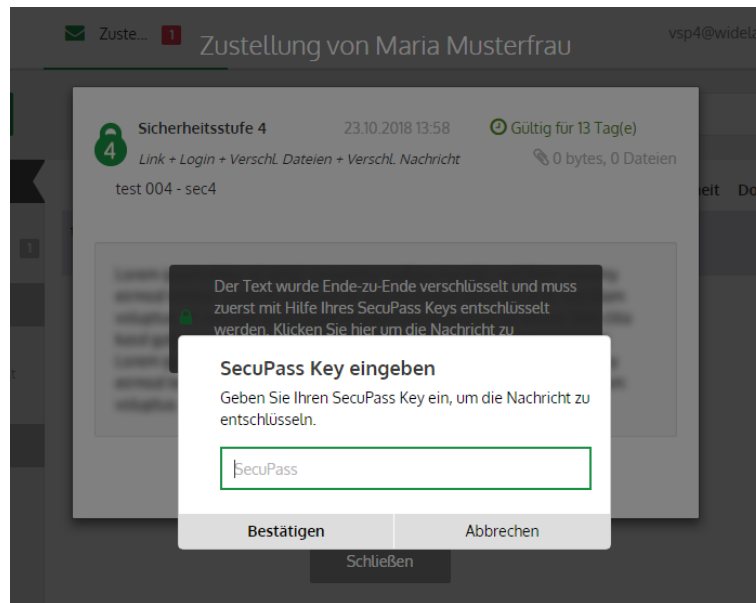 Zuste... 1
Zustellung von Maria Musterfrau
vsp4@widela
4
Sicherheitsstufe 4
23.10.2018 13:58
Gültig für 13 Tag(e)
Link + Login + Verschl. Dateien + Verschl. Nachricht
0 bytes, 0 Dateien
test 004 - sec4
eit Do
1
Der Text wurde Ende-zu-Ende verschlüsselt und muss
zuerst mit Hilfe Ihres SecuPass Keys entschlüsselt
werden. Klicken Sie hier um die Nachricht zu
SecuPass Key eingeben
Geben Sie Ihren SecuPass Key ein, um die Nachricht zu
entschlüsseln.
SecuPass
Bestätigen
Abbrechen
Schließen